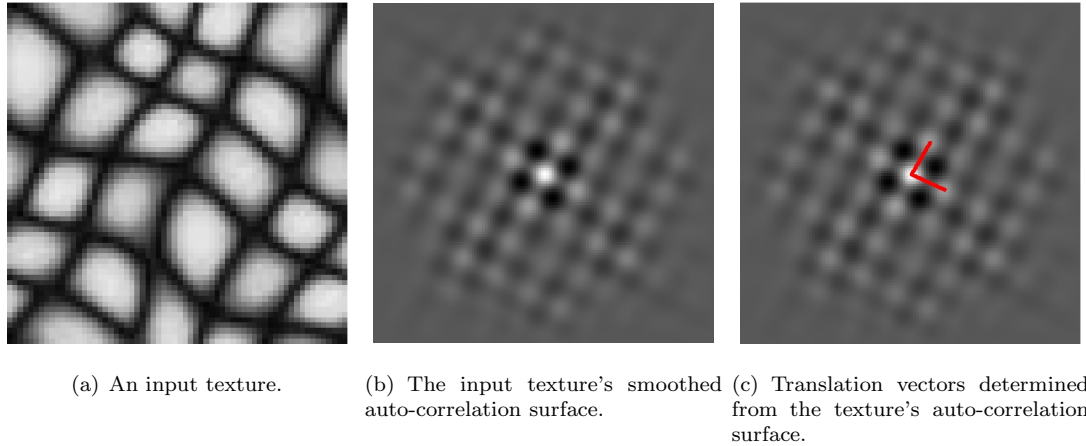 (a) An input texture.
(b) The input texture's smoothed
auto-correlation surface.
(c) Translation vectors determined
from the texture's auto-correlation
surface.